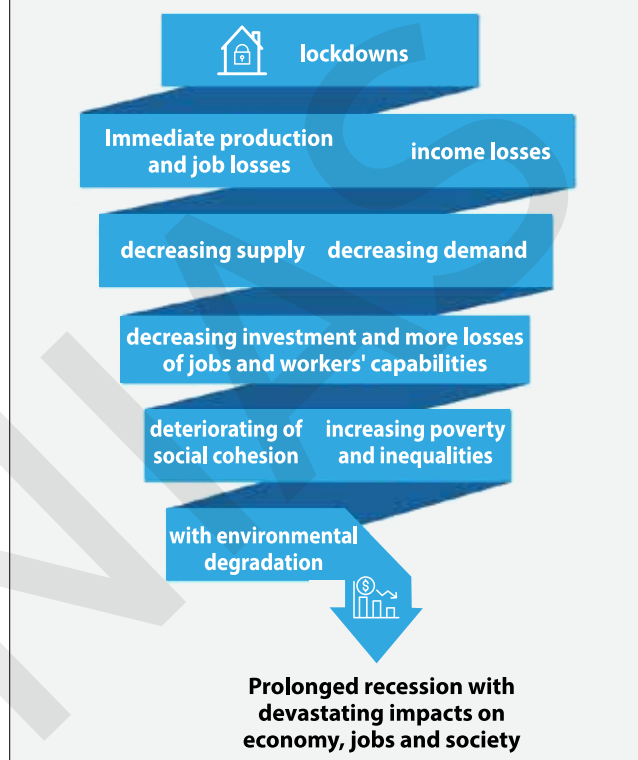 lockdowns
Immediate production
and job losses
income losses
decreasing supply
decreasing demand
decreasing investment and more losses
of jobs and workers' capabilities
deteriorating of
social cohesion
increasing poverty
and inequalities
with environmental
degradation
$
Prolonged recession with
devastating impacts on
economy, jobs and society